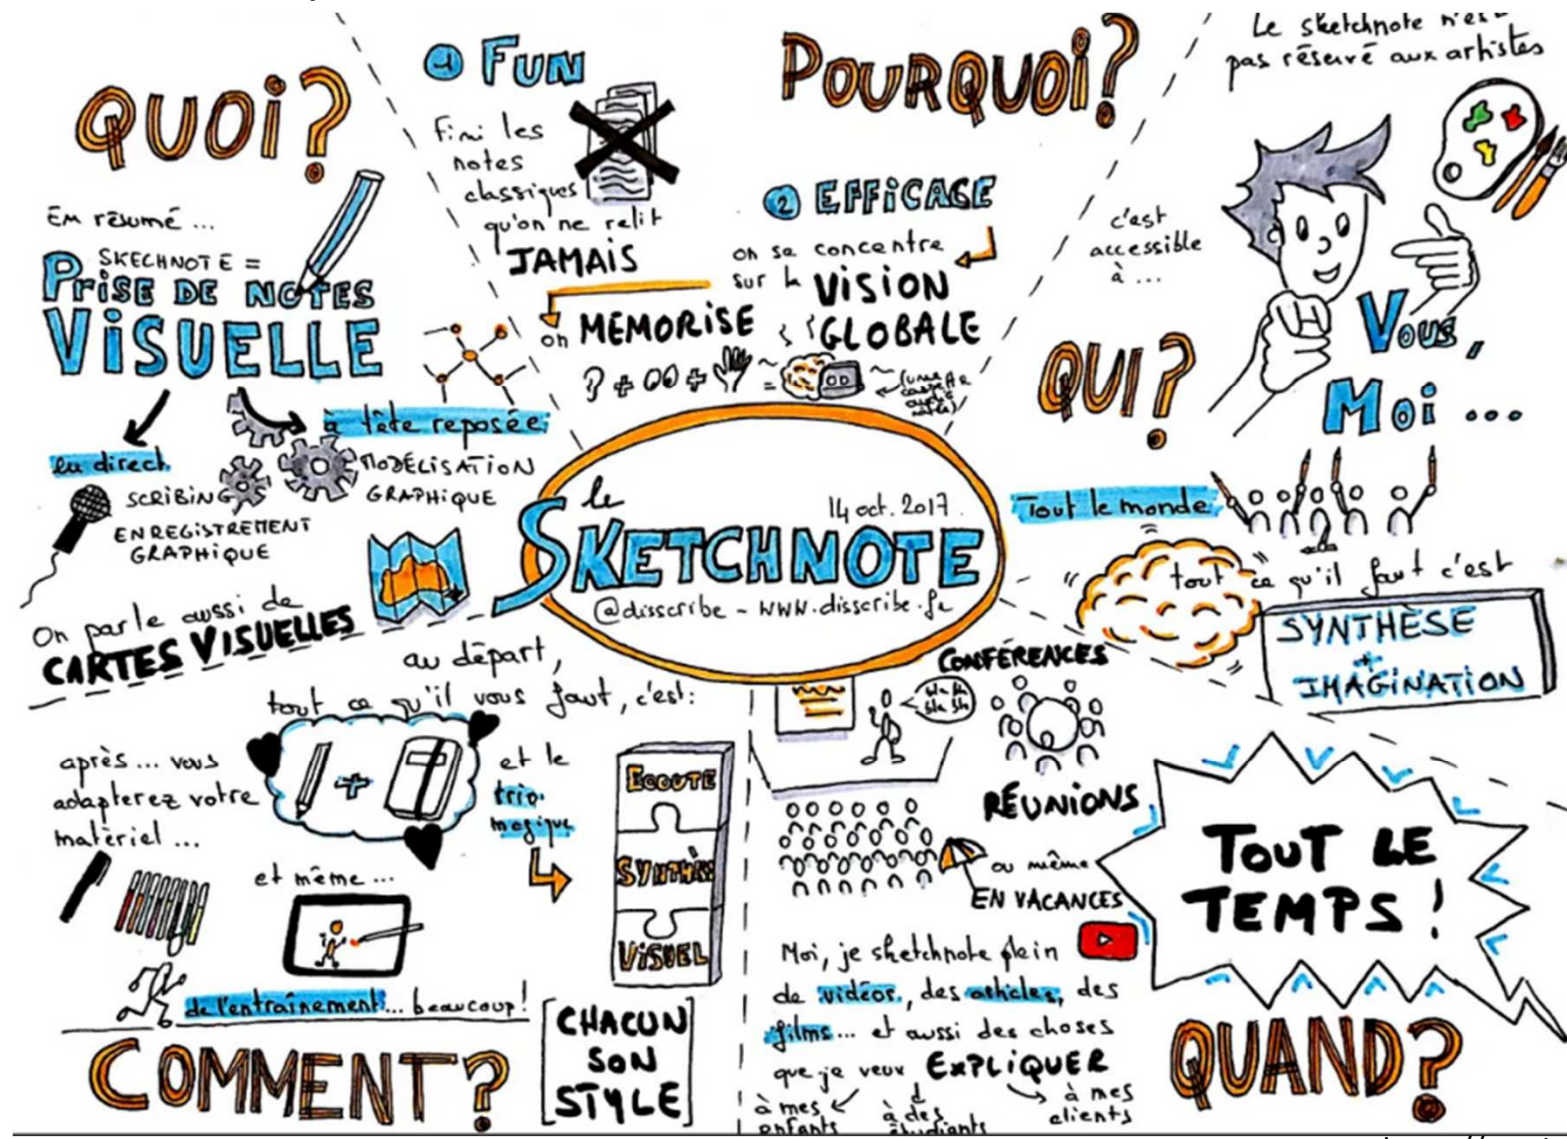 QUOI?
En résumé ...
SKECHNOTE =
PRISE DE NOTES
VISUELLE
en direct
SCRIBING
ENREGISTREMENT
GRAPHIQUE
à tête reposée
MODÉLISATION
GRAPHIQUE
On parle aussi de
CARTES VISUELLES
1 FUN
Fini les
notes
classiques
qu'on ne relit
JAMAIS
POURQUOI?
2 EFFICACE
on se concentre
sur la VISION
GLOBALE
on MEMORISE
? + + =
Le sketchnote n'est
pas réservé aux artistes
c'est
accessible
à ...
Vous,
Moi ...
QUI?
Tout le monde
tout ce qu'il faut c'est
SYNTHÈSE
+
IMAGINATION
le
14 oct. 2017.
SKETCHNOTE
@disscribe - www.disscribe.fr
au départ,
tout ce qu'il vous faut, c'est:
+
après ... vous
adapterez votre
matériel ...
et même ...
et le
trio
magique
ECOUTE
SYNTHÈSE
VISUEL
de l'entraînement ... beaucoup!
COMMENT?
CHACUN
SON
STYLE
CONFÉRENCES
bla bla
bla bla
RÉUNIONS
ou même
EN VACANCES
Moi, je sketchnote plein
de vidéos, des articles, des
films... et aussi des choses
que je veux EXPLIQUER
à mes
enfants
à des
étudiants
à mes
clients
TOUT LE
TEMPS!
QUAND?